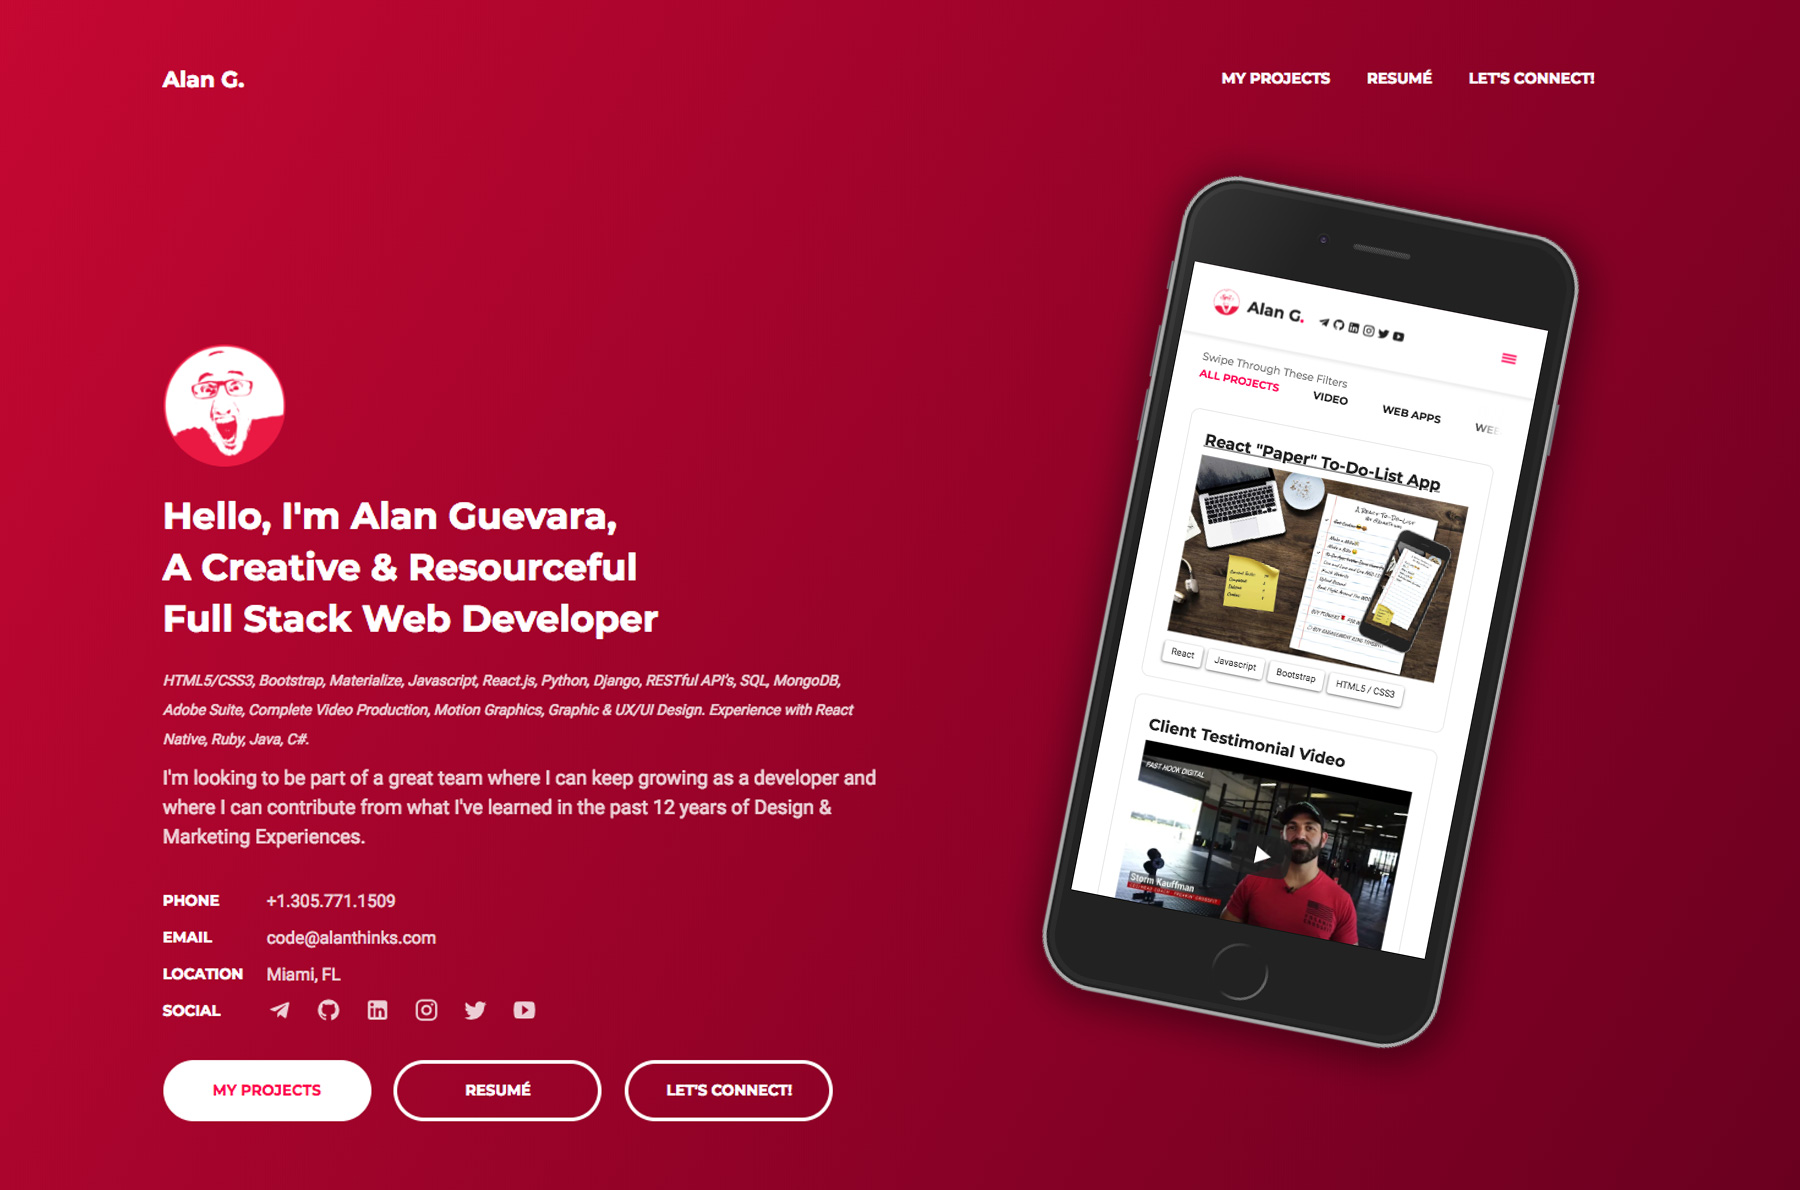 Alan G.
MY PROJECTS RESUMÉ LET'S CONNECT!
Hello, I'm Alan Guevara,
A Creative & Resourceful
Full Stack Web Developer
HTML5/CSS3, Bootstrap, Materialize, Javascript, React.js, Python, Django, RESTful API's, SQL, MongoDB,
Adobe Suite, Complete Video Production, Motion Graphics, Graphic & UX/UI Design. Experience with React
Native, Ruby, Java, C#.
I'm looking to be part of a great team where I can keep growing as a developer and
where I can contribute from what I've learned in the past 12 years of Design &
Marketing Experiences.
PHONE +1.305.771.1509
EMAIL code@alanthinks.com
LOCATION Miami, FL
SOCIAL
MY PROJECTS RESUMÉ LET'S CONNECT!
Alan G.
Swipe Through These Filters
ALL PROJECTS VIDEO WEB APPS WEB
React "Paper" To-Do-List App
A React To-Do-List
React Javascript Bootstrap HTML5 / CSS3
Client Testimonial Video
FAST HOOK DIGITAL
Storm Kauffman